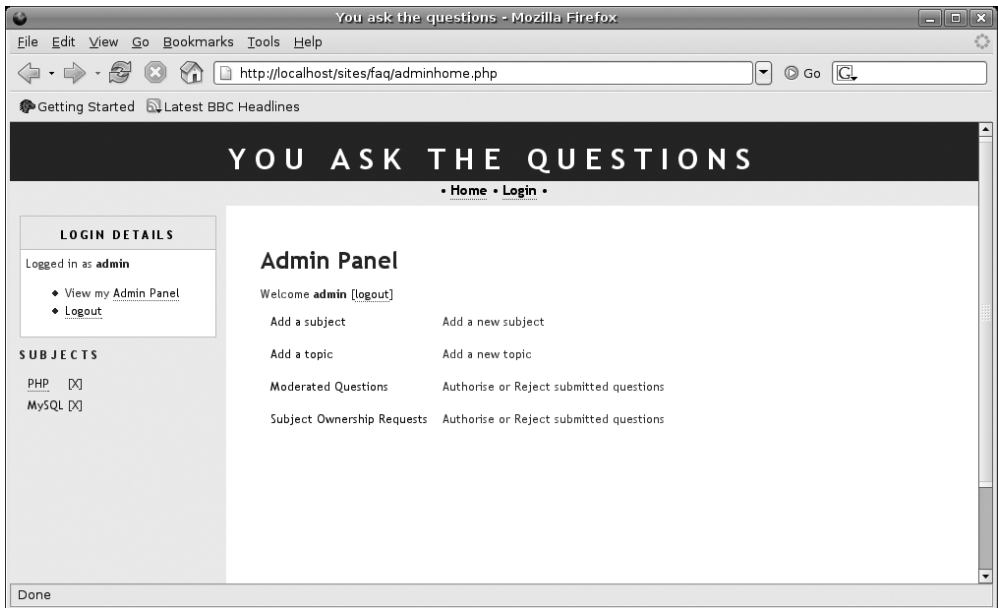 You ask the questions - Mozilla Firefox
File Edit View Go Bookmarks Tools Help
http://localhost/sites/faq/adminhome.php Go G
Getting Started Latest BBC Headlines
YOU ASK THE QUESTIONS
• Home • Login •
LOGIN DETAILS
Logged in as admin
• View my Admin Panel
• Logout
SUBJECTS
PHP [X]
MySQL [X]
Admin Panel
Welcome admin [logout]
Add a subject Add a new subject
Add a topic Add a new topic
Moderated Questions Authorise or Reject submitted questions
Subject Ownership Requests Authorise or Reject submitted questions
Done